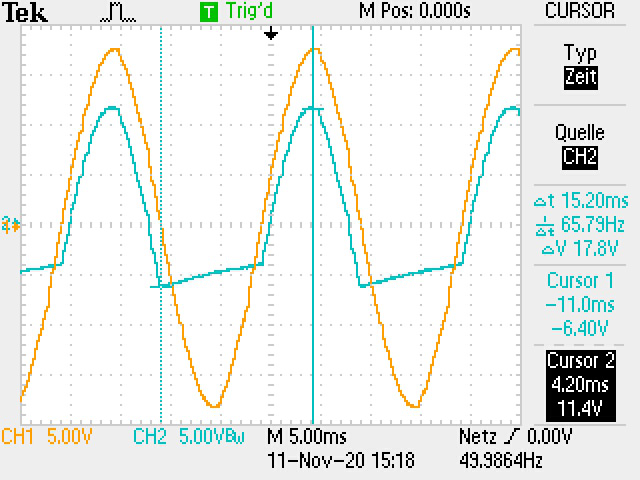 Tek T Trig'd M Pos: 0.000s CURSOR
Typ
Zeit
Quelle
CH2
Δt 15.20ms
1/Δt 65.79Hz
ΔV 17.8V
Cursor 1
-11.0ms
-6.40V
Cursor 2
4.20ms
11.4V
CH1 5.00V CH2 5.00VBw M 5.00ms Netz 0.00V
11-Nov-20 15:18 49.9864Hz